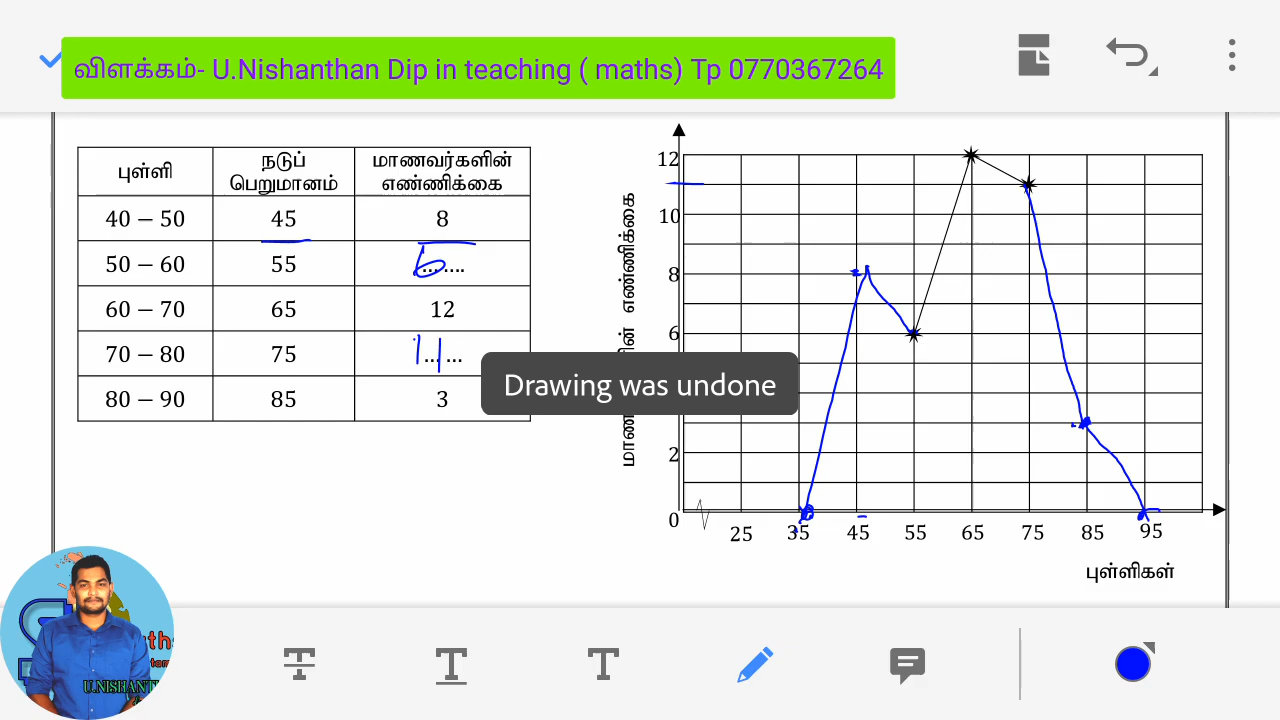 விளக்கம்- U.Nishanthan Dip in teaching ( maths) Tp 0770367264
புள்ளி நடுப் பெறுமானம் மாணவர்களின் எண்ணிக்கை
40 – 50 45 8
50 – 60 55 6 .......
60 – 70 65 12
70 – 80 75 11 ......
80 – 90 85 3
Drawing was undone
12
10
8
6
2
0
எண்ணிக்கை
25 35 45 55 65 75 85 95
புள்ளிகள்
U.NISHANTH